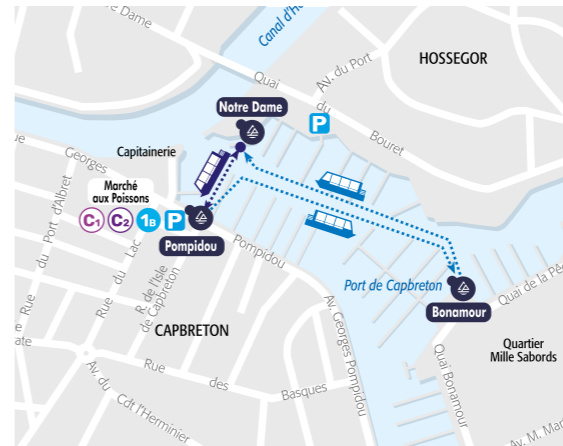 re Dame
Canal d'H
HOSSEGOR
Quai
du
Bouret
Av. du Port
Notre Dame
P
Capitainerie
Georges
Pompidou
Marché
aux Poissons
C1 C2 1B P
Pompidou
Rue du Port d'Albret
Rue du Lac
R. de l'Isle
de Capbreton
Port de Capbreton
Bonamour
Quai de la Pê
CAPBRETON
Av. Georges Pompidou
Quai Bonamour
Quartier
Mille Sabords
ate
Rue des Basques
Av. du
Cdt l'Herminier
Av. M. Mar